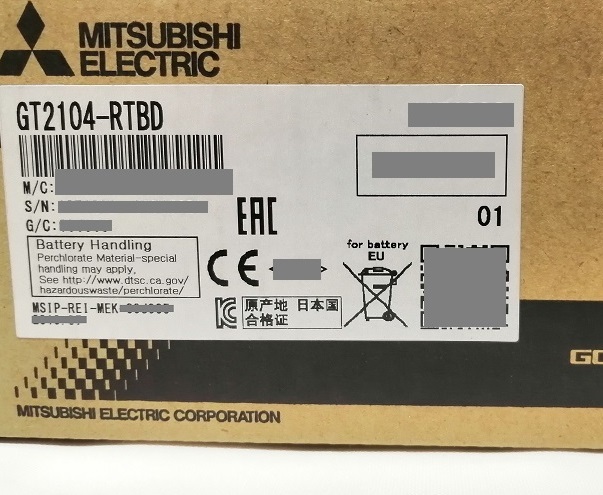 MITSUBISHI
ELECTRIC
GT2104-RTBD
M/C:
S/N:
G/C:
01
Battery Handling
Perchlorate Material-special
handling may apply.
See http://www.dtsc.ca.gov/
hazardouswaste/perchlorate/
MSIP-REI-MEK-
EAC
CE
for battery
EU
原产地 日本国
合格证
GO
MITSUBISHI ELECTRIC CORPORATION